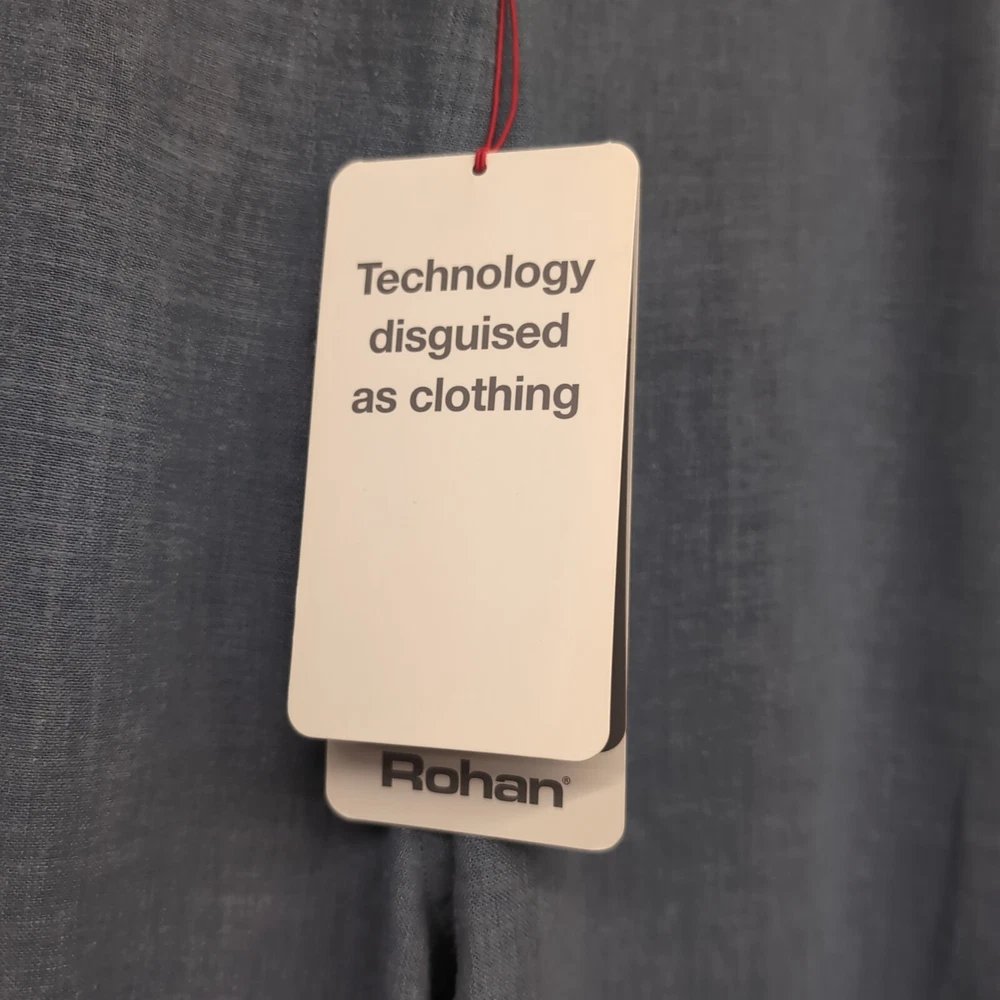 Technology
disguised
as clothing
Rohan®